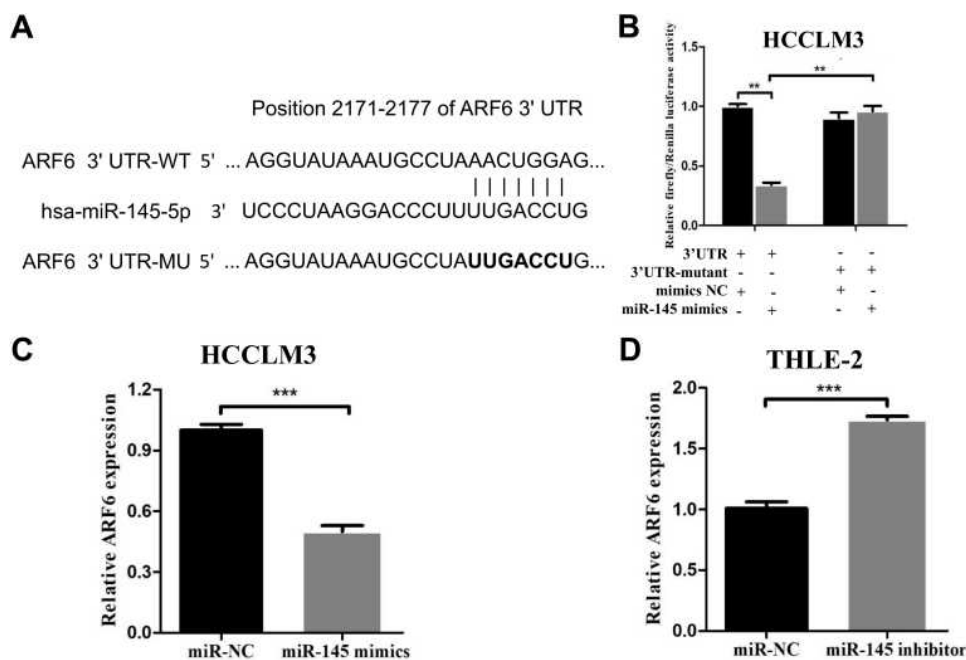 A
Position 2171-2177 of ARF6 3' UTR
ARF6 3' UTR-WT 5' ... AGGUAUAAAUGCCUAAACUGGAG...
hsa-miR-145-5p 3' UCCCUAAGGACCCUUUUGACCUG
ARF6 3' UTR-MU 5' ... AGGUAUAAAUGCCUAUUGACCUG...
B
HCCLM3
Relative firefly/Renilla luciferase activity
1.5
1.0
0.5
0.0
**
**
3'UTR + + - -
3'UTR-mutant - - + +
mimics NC + - + -
miR-145 mimics - + - +
C
HCCLM3
Relative ARF6 expression
1.2
0.9
0.6
0.3
0.0
***
miR-NC miR-145 mimics
D
THLE-2
Relative ARF6 expression
2.0
1.5
1.0
0.5
0.0
***
miR-NC miR-145 inhibitor